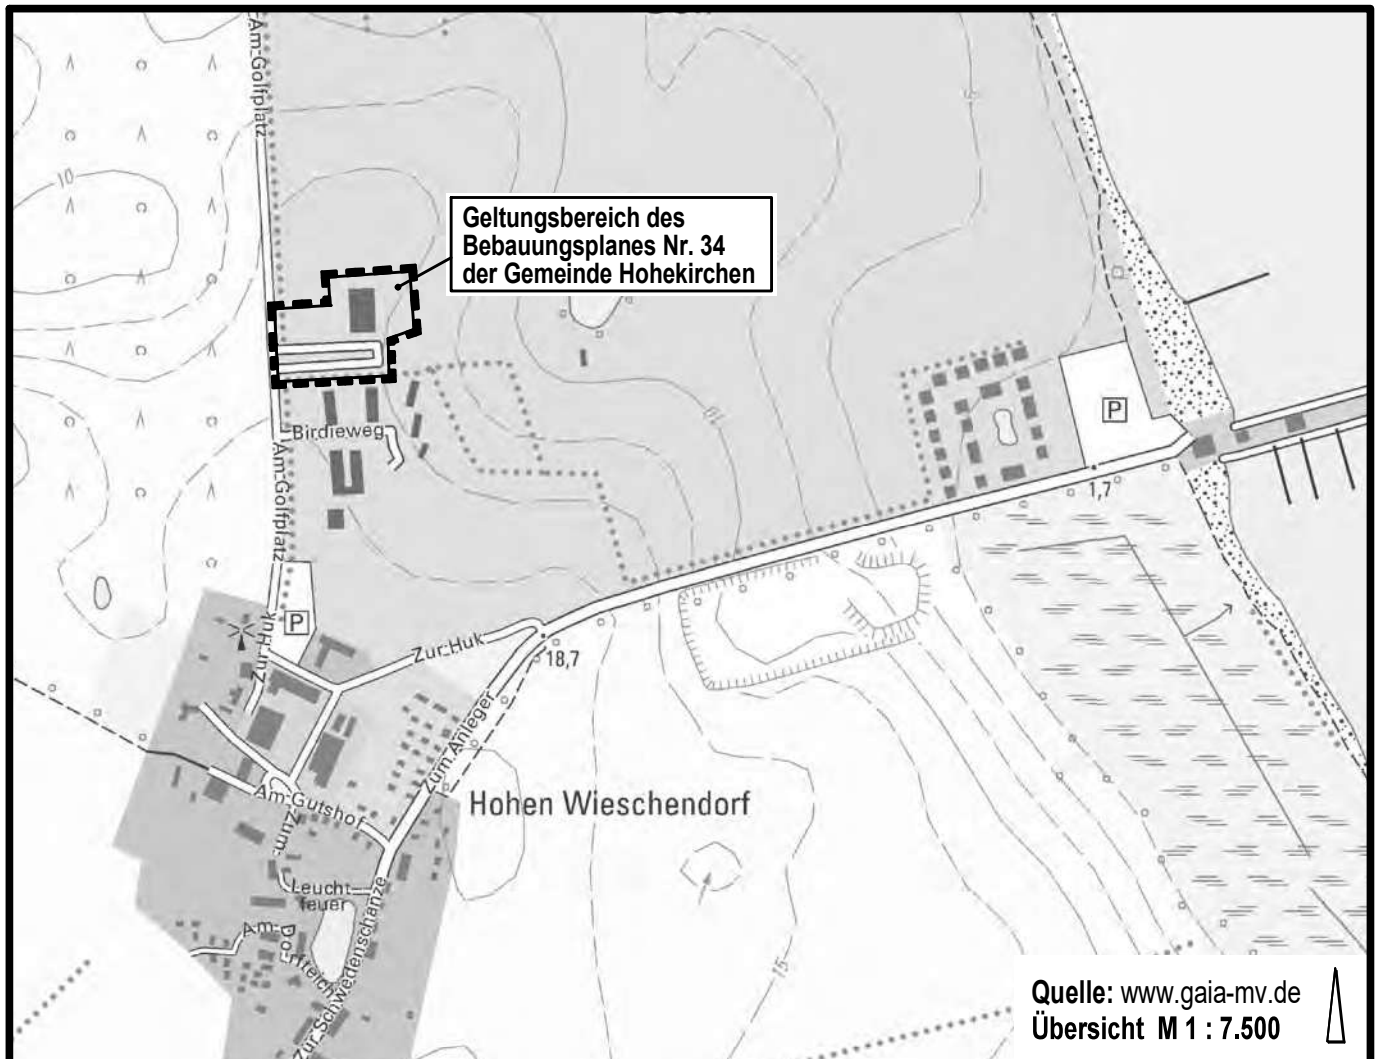 Am Golfplatz
10
Geltungsbereich des
Bebauungsplanes Nr. 34
der Gemeinde Hohekirchen
P
Birdieweg
Am Golfplatz
1,7
P
Zur Huk
Zur Huk
18,7
Zum Anleger
Hohen Wieschendorf
Am Gutshof
Zum
Leucht
feuer
Am Dorfteich
Zur Schwedenschanze
15
Quelle: www.gaia-mv.de
Übersicht M 1 : 7.500